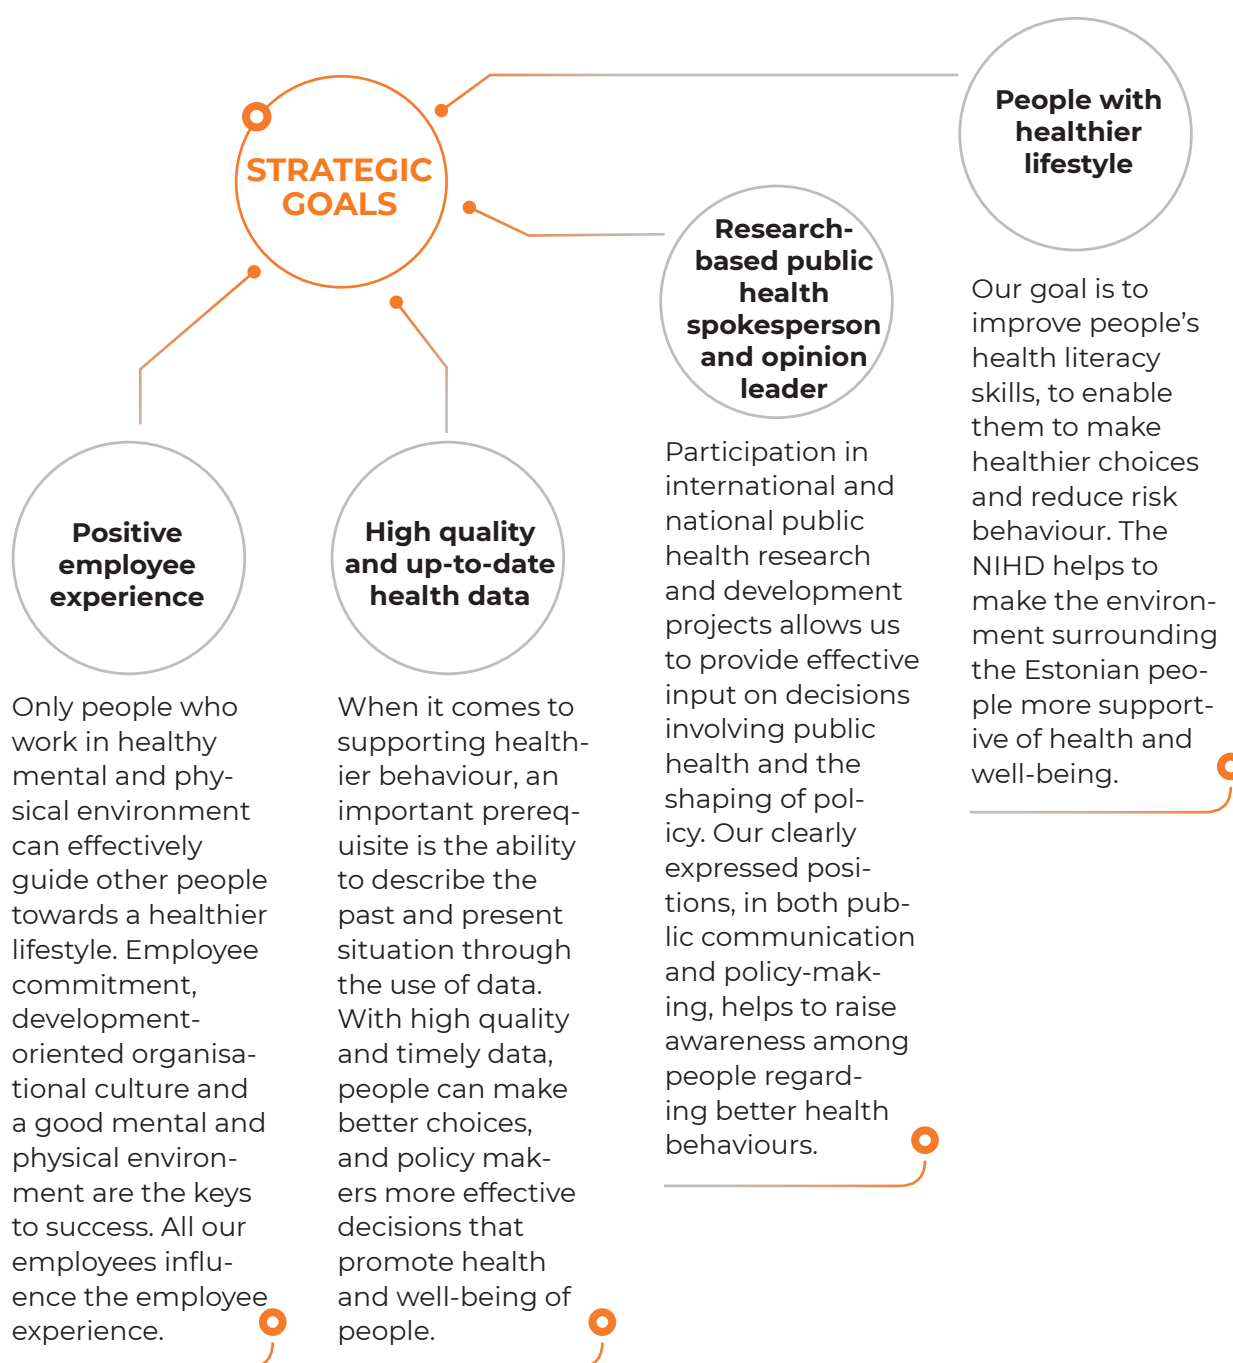 STRATEGIC
GOALS
Positive
employee
experience
Only people who
work in healthy
mental and phy-
sical environment
can effectively
guide other people
towards a healthier
lifestyle. Employee
commitment,
development-
oriented organisa-
tional culture and
a good mental and
physical environ-
ment are the keys
to success. All our
employees influ-
ence the employee
experience.
High quality
and up-to-date
health data
When it comes to
supporting health-
ier behaviour, an
important prereq-
uisite is the ability
to describe the
past and present
situation through
the use of data.
With high quality
and timely data,
people can make
better choices,
and policy mak-
ers more effective
decisions that
promote health
and well-being of
people.
Research-
based public
health
spokesperson
and opinion
leader
Participation in
international and
national public
health research
and development
projects allows us
to provide effective
input on decisions
involving public
health and the
shaping of pol-
icy. Our clearly
expressed posi-
tions, in both pub-
lic communication
and policy-mak-
ing, helps to raise
awareness among
people regard-
ing better health
behaviours.
People with
healthier
lifestyle
Our goal is to
improve people’s
health literacy
skills, to enable
them to make
healthier choices
and reduce risk
behaviour. The
NIHD helps to
make the environ-
ment surrounding
the Estonian peo-
ple more support-
ive of health and
well-being.